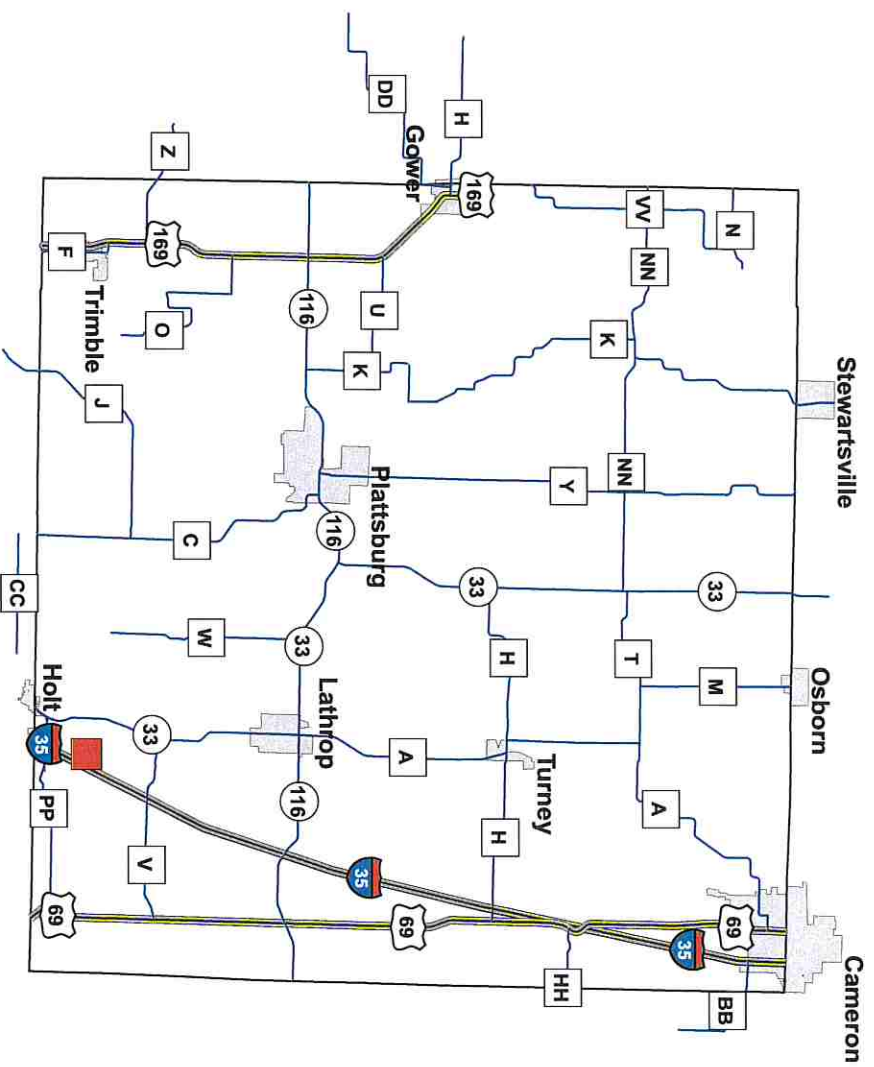 Stewartsville
Osborn
Cameron
N
VV
NN
K
NN
Y
33
M
T
A
69
35
BB
HH
H
DD
Gower
169
U
K
116
Plattsburg
116
33
H
Turney
H
A
Lathrop
33
116
35
69
Z
169
F
Trimble
O
J
C
W
CC
Holt
33
V
35
PP
69